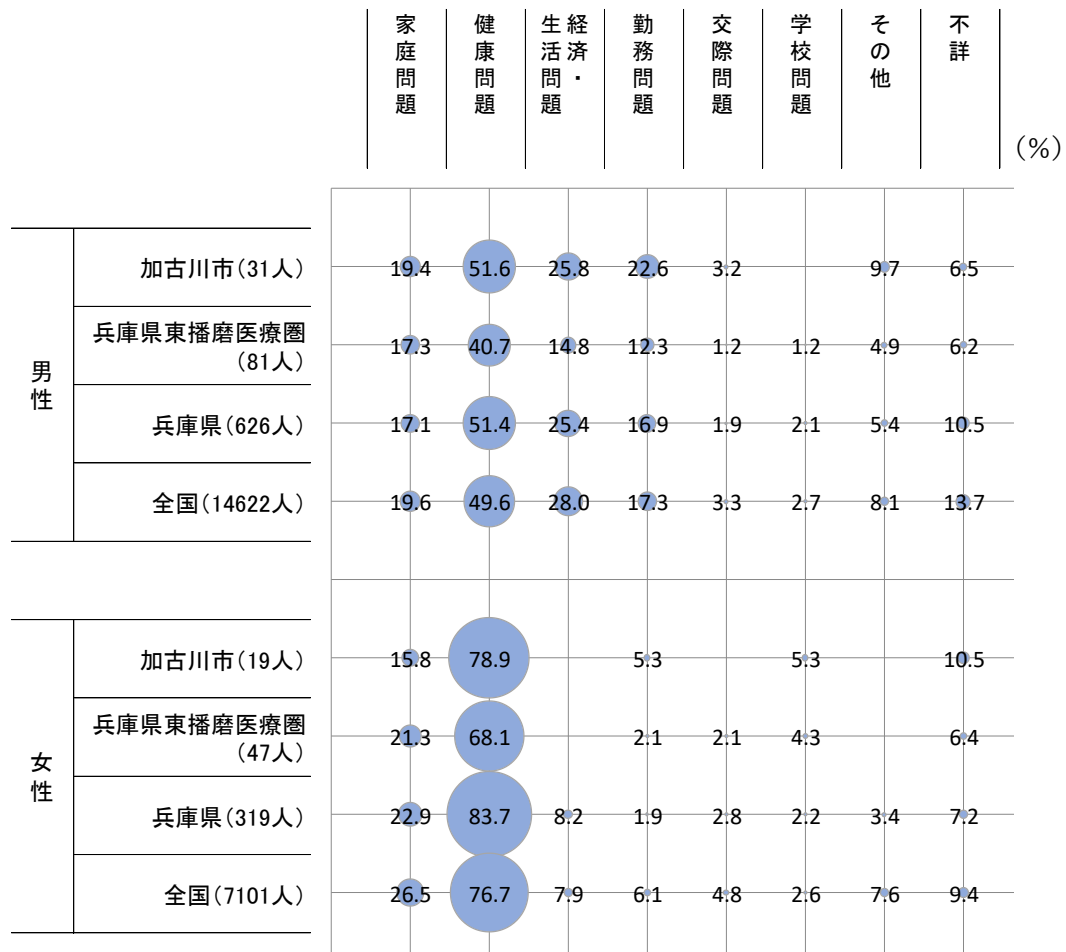 家庭問題
健康問題
経済・
生活問題
勤務問題
交際問題
学校問題
その他
不詳
(%)
男性
加古川市(31人)
19.4 51.6 25.8 22.6 3.2 9.7 6.5
兵庫県東播磨医療圏
(81人)
17.3 40.7 14.8 12.3 1.2 1.2 4.9 6.2
兵庫県(626人)
17.1 51.4 25.4 16.9 1.9 2.1 5.4 10.5
全国(14622人)
19.6 49.6 28.0 17.3 3.3 2.7 8.1 13.7
女性
加古川市(19人)
15.8 78.9 5.3 5.3 10.5
兵庫県東播磨医療圏
(47人)
21.3 68.1 2.1 2.1 4.3 6.4
兵庫県(319人)
22.9 83.7 8.2 1.9 2.8 2.2 3.4 7.2
全国(7101人)
26.5 76.7 7.9 6.1 4.8 2.6 7.6 9.4